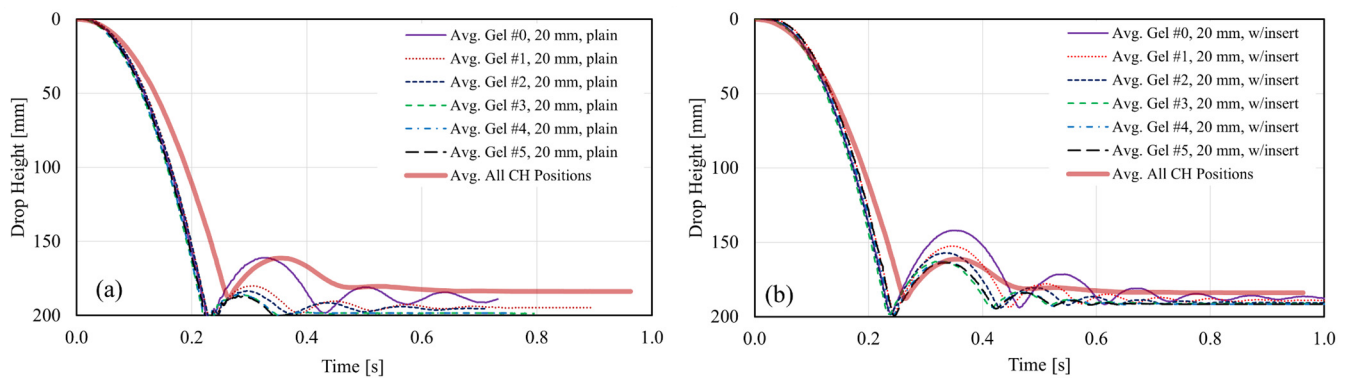 0
50
100
150
200
Drop Height [mm]
Avg. Gel #0, 20 mm, plain
Avg. Gel #1, 20 mm, plain
Avg. Gel #2, 20 mm, plain
Avg. Gel #3, 20 mm, plain
Avg. Gel #4, 20 mm, plain
Avg. Gel #5, 20 mm, plain
Avg. All CH Positions
(a)
0.0 0.2 0.4 0.6 0.8 1.0
Time [s]
0
50
100
150
200
Drop Height [mm]
Avg. Gel #0, 20 mm, w/insert
Avg. Gel #1, 20 mm, w/insert
Avg. Gel #2, 20 mm, w/insert
Avg. Gel #3, 20 mm, w/insert
Avg. Gel #4, 20 mm, w/insert
Avg. Gel #5, 20 mm, w/insert
Avg. All CH Positions
(b)
0.0 0.2 0.4 0.6 0.8 1.0
Time [s]